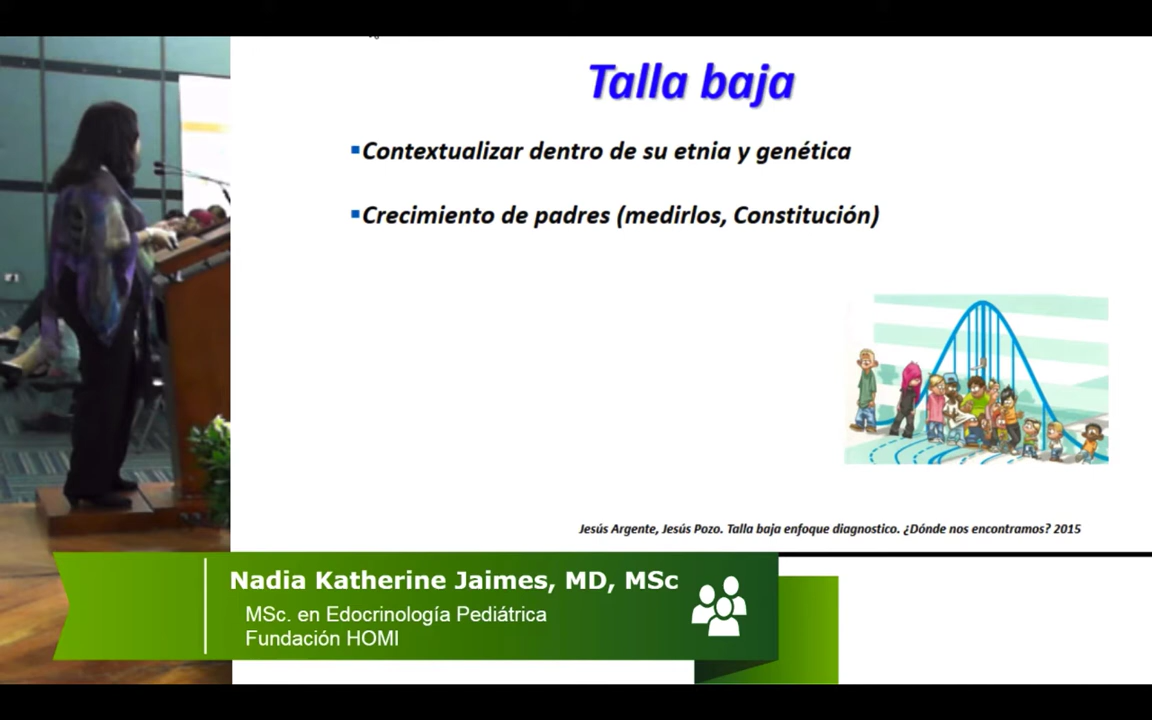 Talla baja
▪Contextualizar dentro de su etnia y genética
▪Crecimiento de padres (medirlos, Constitución)
Jesús Argente, Jesús Pozo. Talla baja enfoque diagnostico. ¿Dónde nos encontramos? 2015
Nadia Katherine Jaimes, MD, MSc
MSc. en Edocrinología Pediátrica
Fundación HOMI